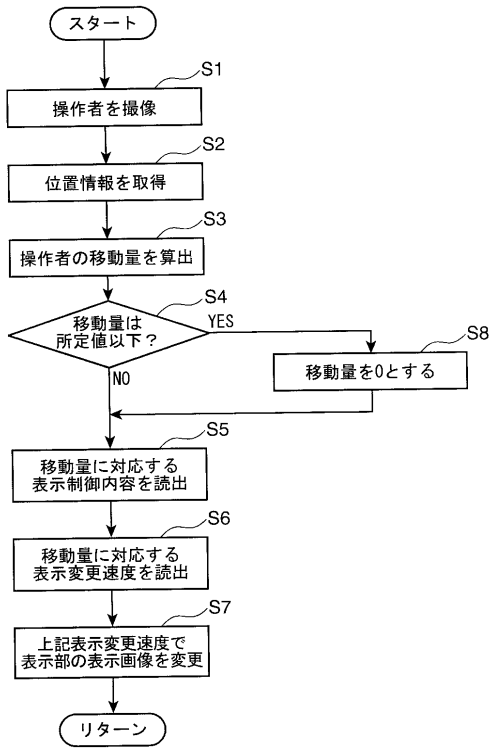 スタート
S1
操作者を撮像
S2
位置情報を取得
S3
操作者の移動量を算出
S4
移動量は
所定値以下？
YES
S8
移動量を0とする
NO
S5
移動量に対応する
表示制御内容を読出
S6
移動量に対応する
表示変更速度を読出
S7
上記表示変更速度で
表示部の表示画像を変更
リターン